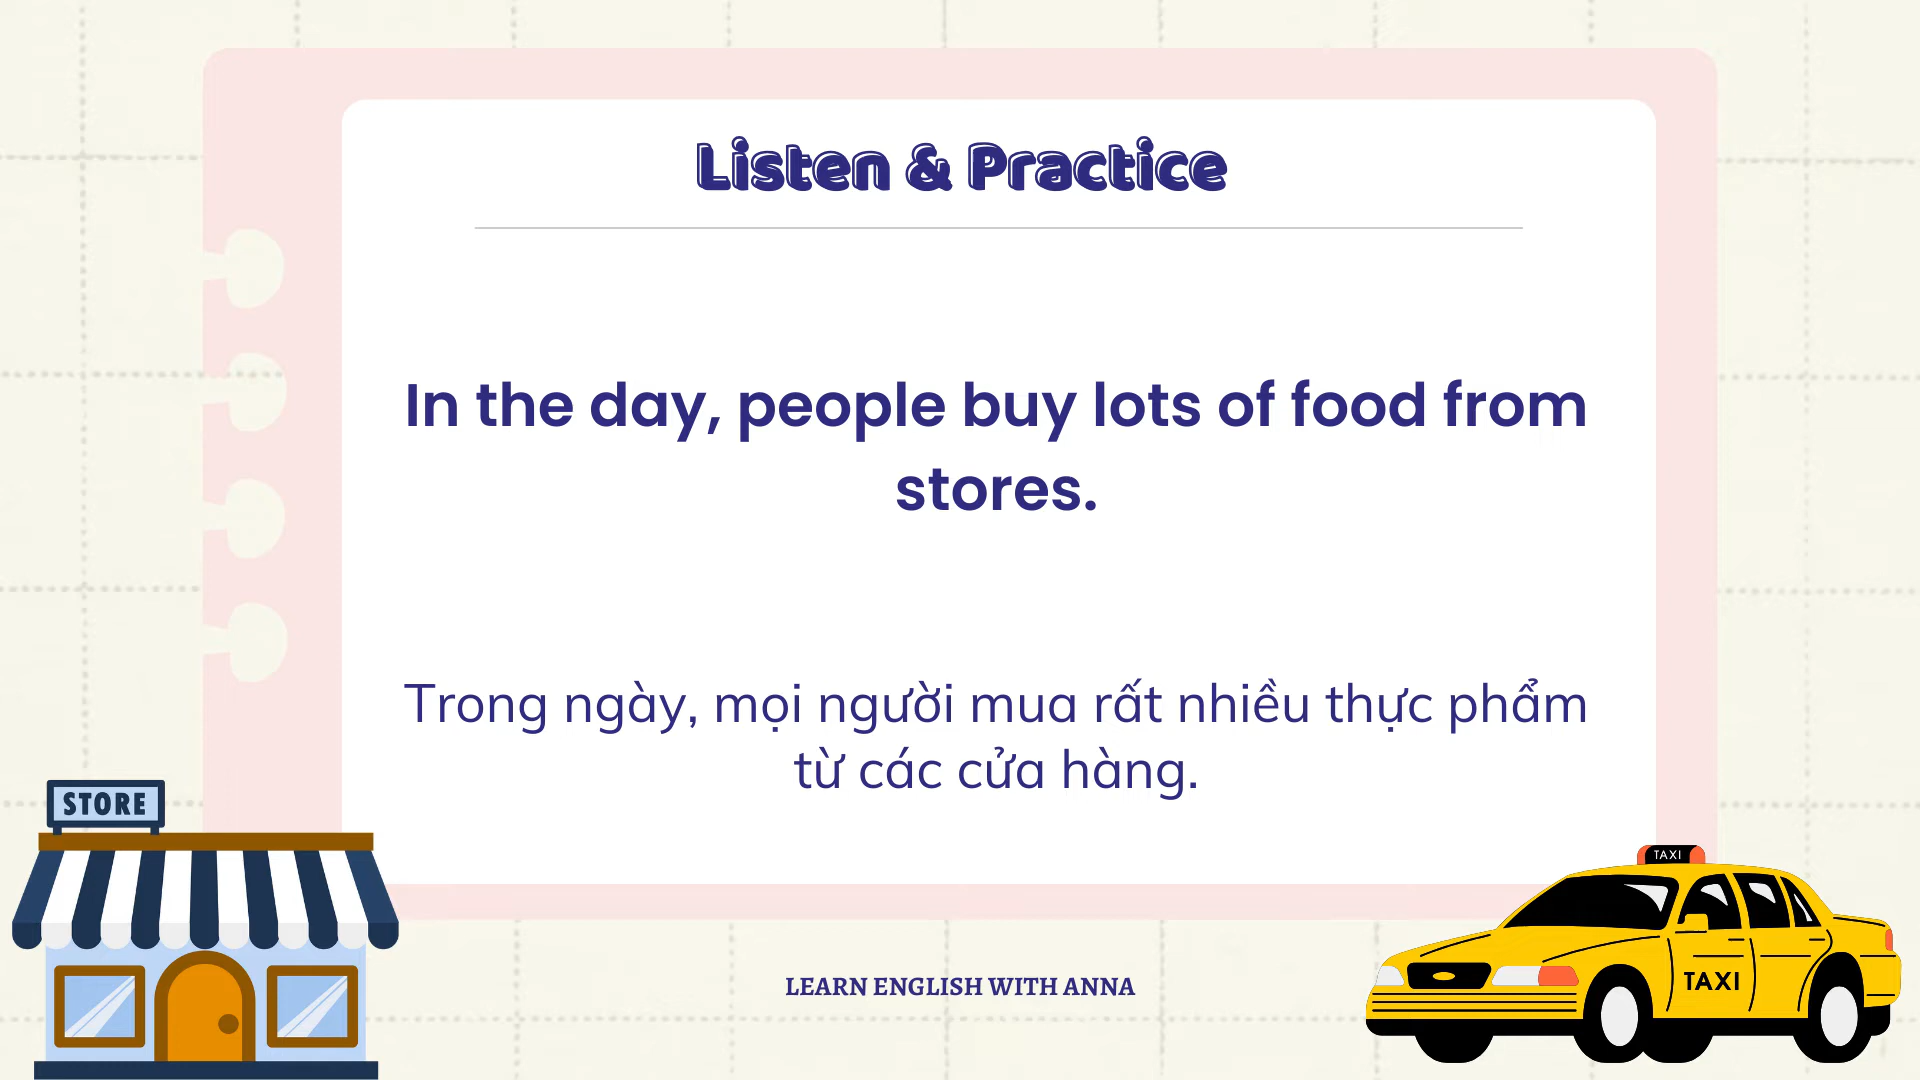 Listen & Practice
In the day, people buy lots of food from
stores.
Trong ngày, mọi người mua rất nhiều thực phẩm
từ các cửa hàng.
STORE
TAXI
TAXI
LEARN ENGLISH WITH ANNA